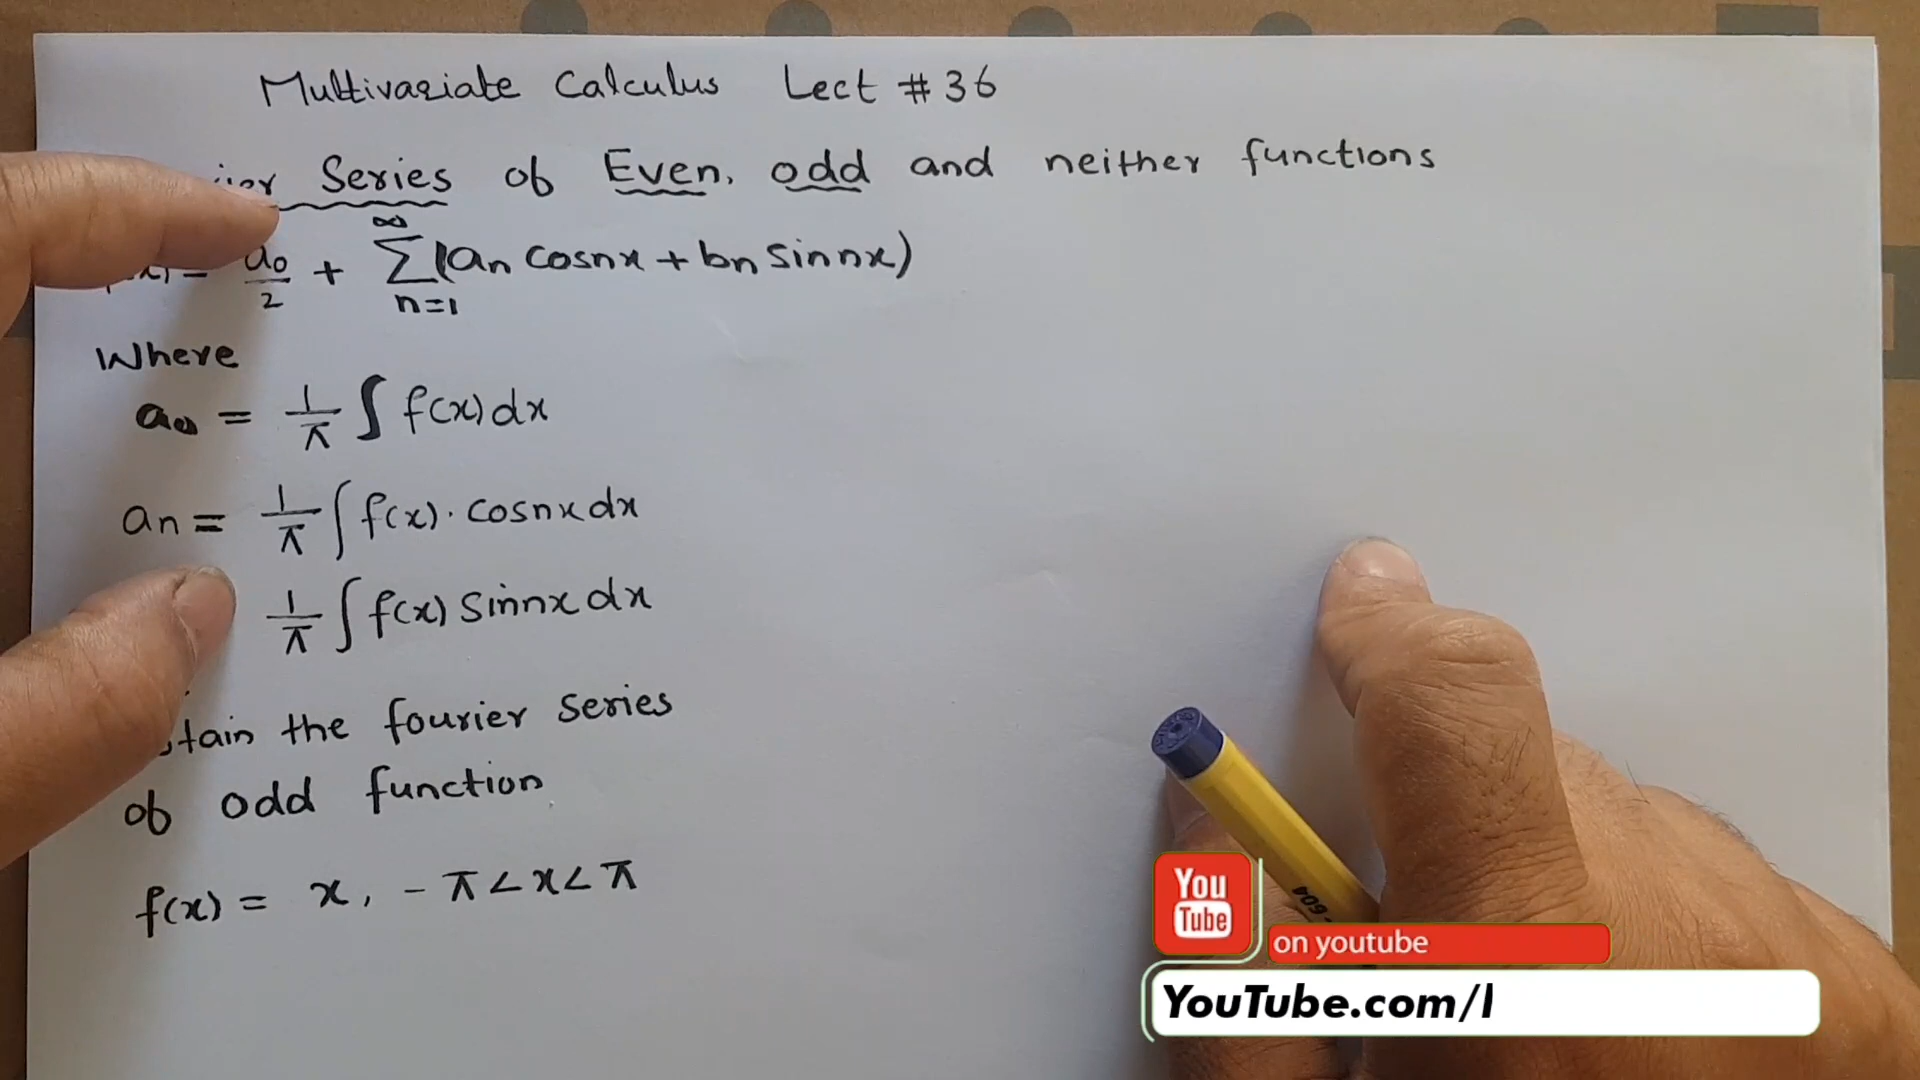 Multivariate Calculus Lect # 36
Series of Even, odd and neither functions
a0/2 + ∞ Σ n=1 (an cosnx + bn sinnx)
Where
a0 = 1/π ∫ f(x) dx
an = 1/π ∫ f(x) · cosnx dx
1/π ∫ f(x) sinnx dx
the fourier series
of odd function
f(x) = x, -π < x < π
604
You
Tube
on youtube
YouTube.com/l